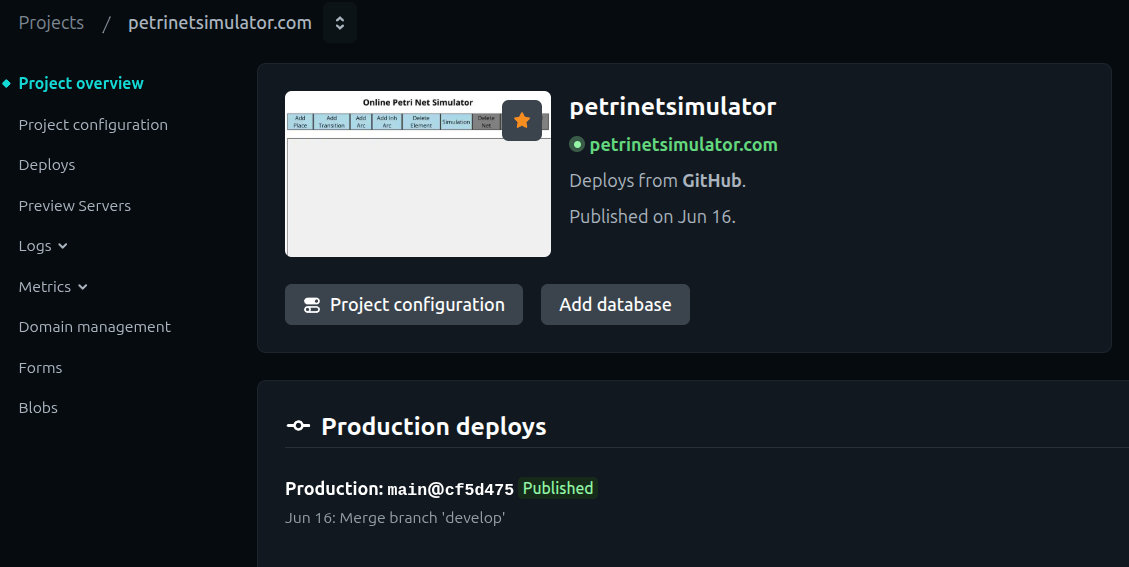 Projects / petrinetsimulator.com
Project overview
Project configuration
Deploys
Preview Servers
Logs
Metrics
Domain management
Forms
Blobs
Online Petri Net Simulator
Add Place Add Transition Add Arc Add Inh Arc Delete Element Simulation Delete Net
petrinetsimulator
petrinetsimulator.com
Deploys from GitHub.
Published on Jun 16.
Project configuration Add database
Production deploys
Production: main@cf5d475 Published
Jun 16: Merge branch 'develop'